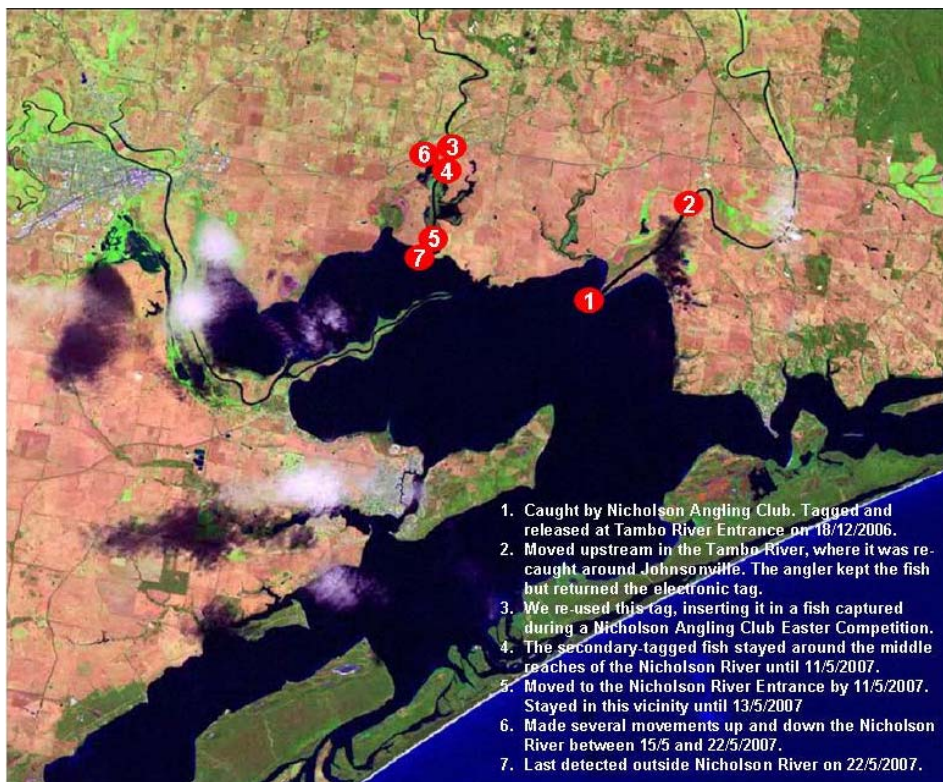 3
6
4
2
5
7
1
1. Caught by Nicholson Angling Club. Tagged and
released at Tambo River Entrance on 18/12/2006.
2. Moved upstream in the Tambo River, where it was re-
caught around Johnsonville. The angler kept the fish
but returned the electronic tag.
3. We re-used this tag, inserting it in a fish captured
during a Nicholson Angling Club Easter Competition.
4. The secondary-tagged fish stayed around the middle
reaches of the Nicholson River until 11/5/2007.
5. Moved to the Nicholson River Entrance by 11/5/2007.
Stayed in this vicinity until 13/5/2007
6. Made several movements up and down the Nicholson
River between 15/5 and 22/5/2007.
7. Last detected outside Nicholson River on 22/5/2007.